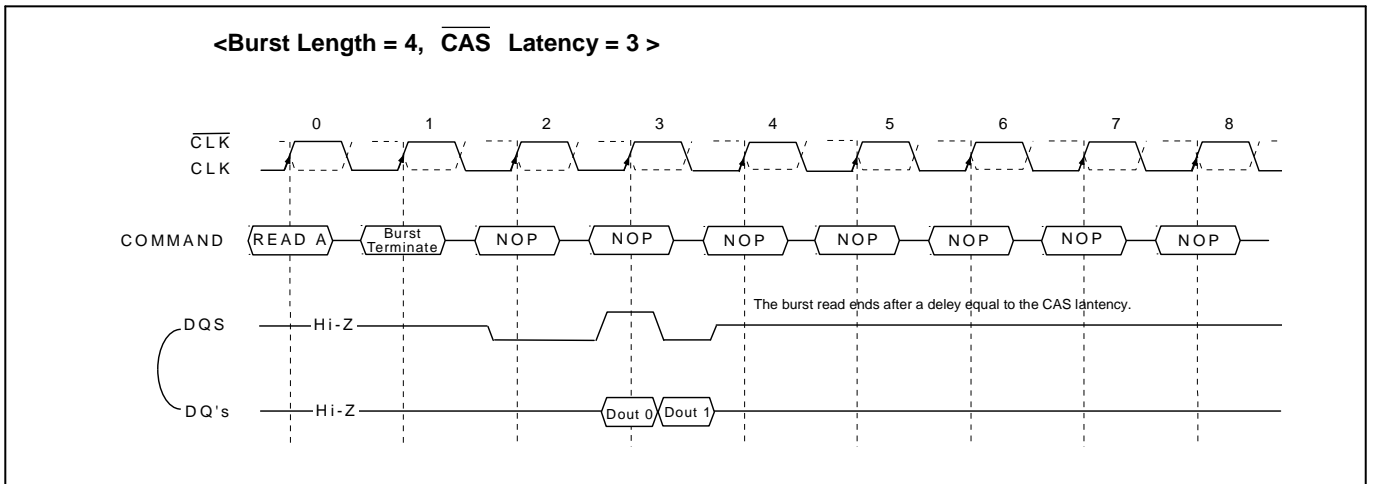 <Burst Length = 4, CAS Latency = 3 >
0 1 2 3 4 5 6 7 8
CLK
CLK
COMMAND READ A Burst Terminate NOP NOP NOP NOP NOP NOP NOP
The burst read ends after a deley equal to the CAS lantency.
DQS Hi-Z
DQ's Hi-Z Dout 0 Dout 1